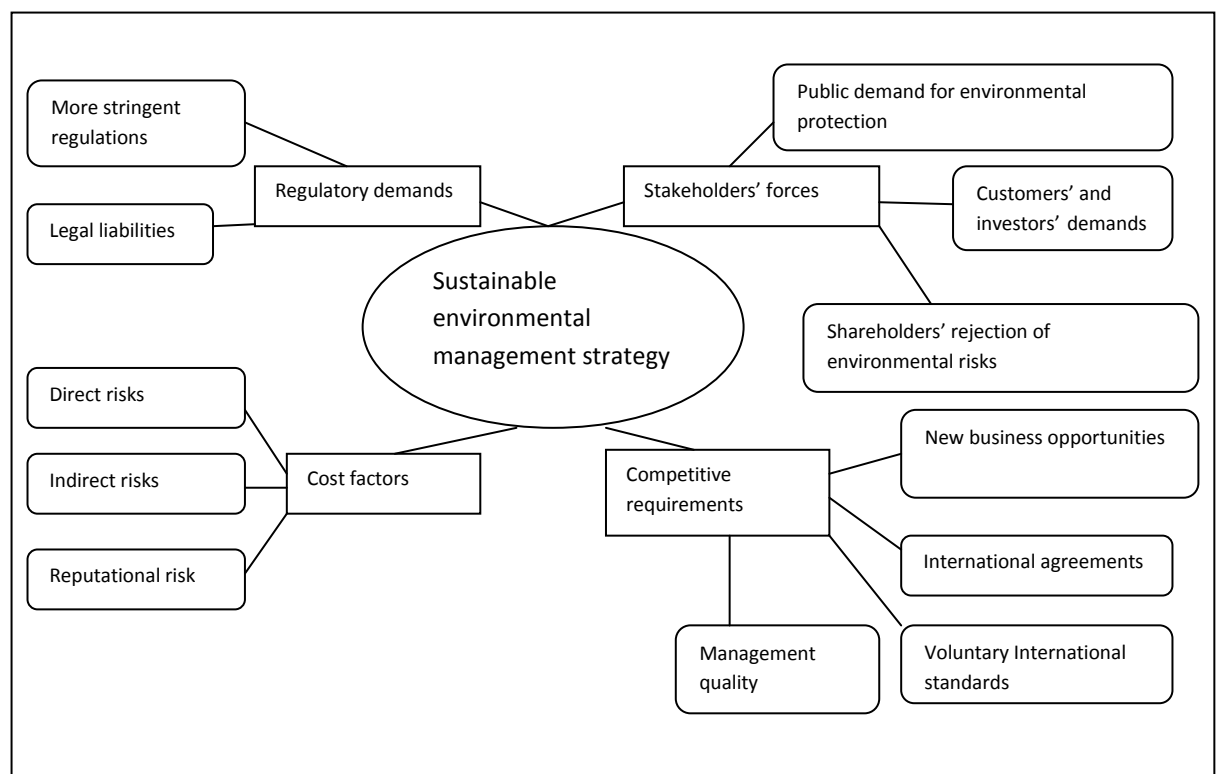 More stringent
regulations
Regulatory demands
Legal liabilities
Public demand for environmental
protection
Stakeholders’ forces
Customers’ and
investors’ demands
Shareholders’ rejection of
environmental risks
Sustainable
environmental
management strategy
Direct risks
Indirect risks
Reputational risk
Cost factors
Competitive
requirements
New business opportunities
International agreements
Voluntary International
standards
Management
quality